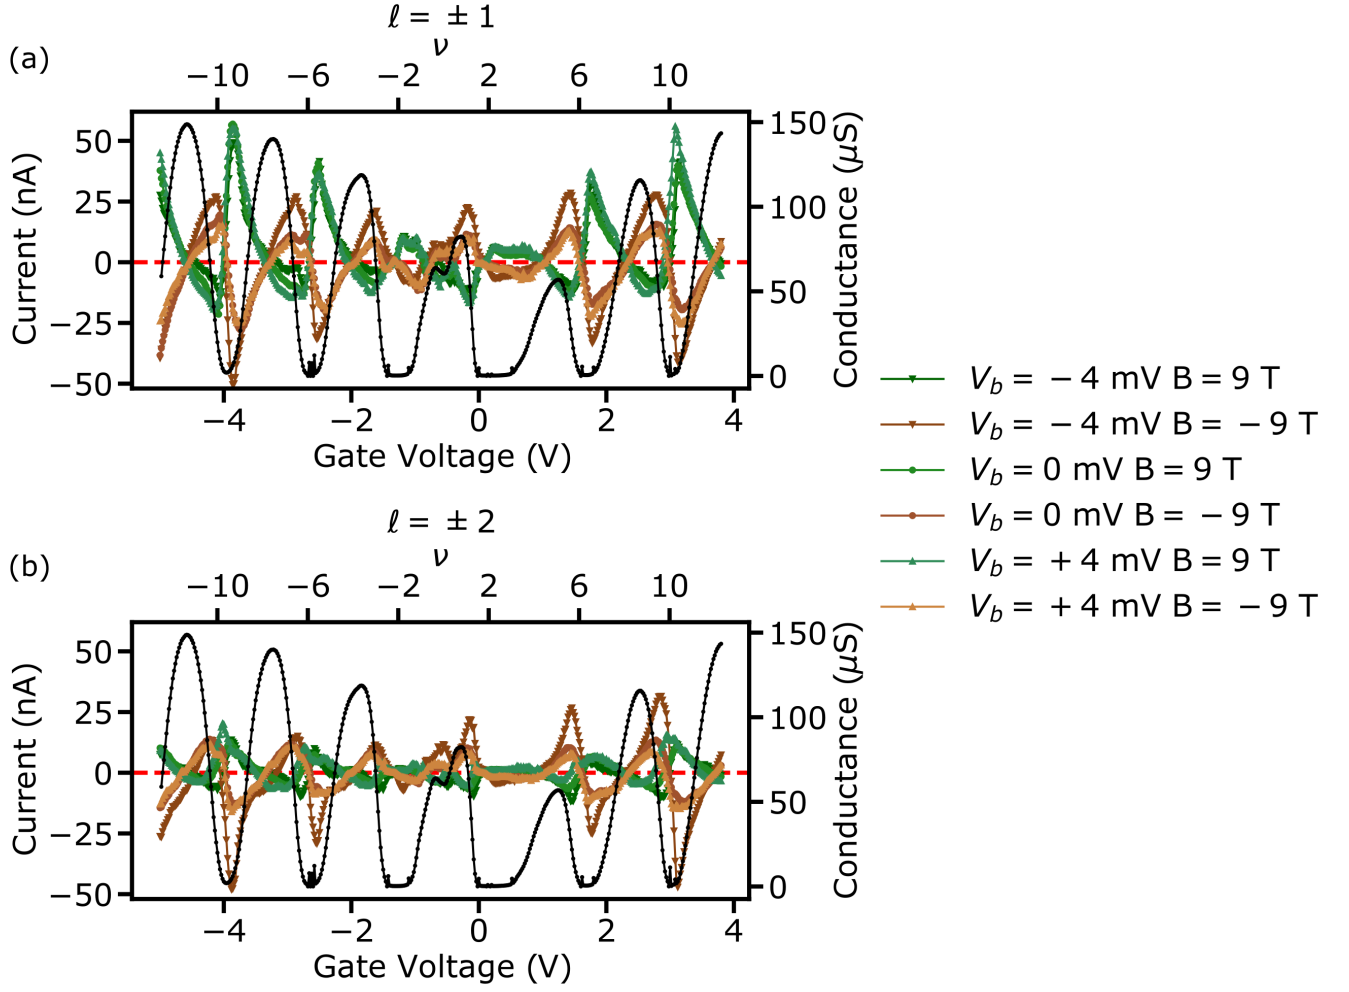 ℓ = ± 1
ν
(a)
−10 −6 −2 2 6 10
50 25 0 −25 −50
Current (nA)
150 100 50 0
Conductance (μS)
−4 −2 0 2 4
Gate Voltage (V)
V_b = − 4 mV B = 9 T
V_b = − 4 mV B = − 9 T
V_b = 0 mV B = 9 T
V_b = 0 mV B = − 9 T
V_b = + 4 mV B = 9 T
V_b = + 4 mV B = − 9 T
ℓ = ± 2
ν
(b)
−10 −6 −2 2 6 10
50 25 0 −25 −50
Current (nA)
150 100 50 0
Conductance (μS)
−4 −2 0 2 4
Gate Voltage (V)